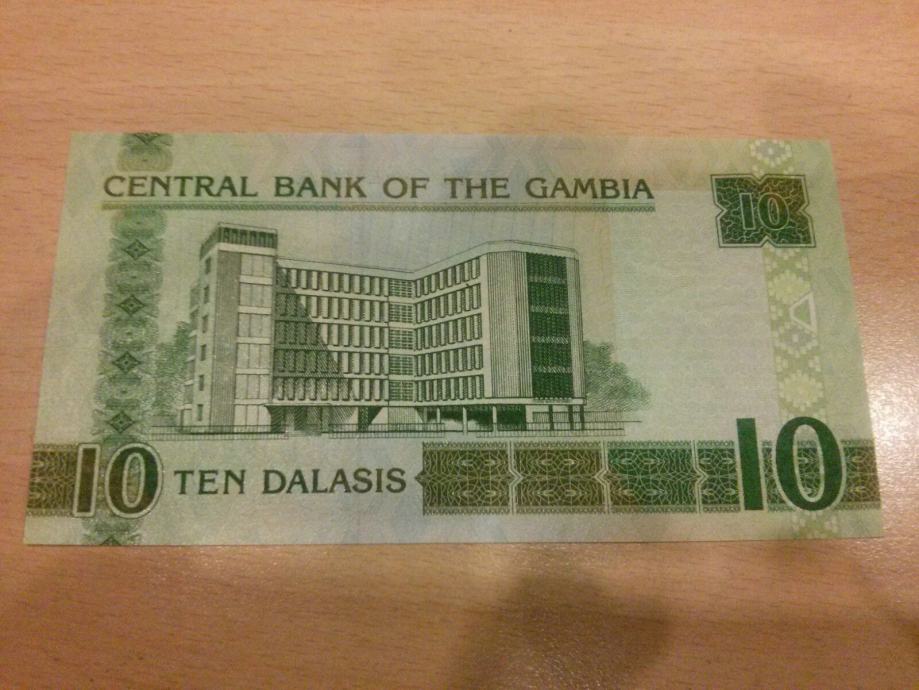 CENTRAL BANK OF THE GAMBIA
10
10
TEN DALASIS
10